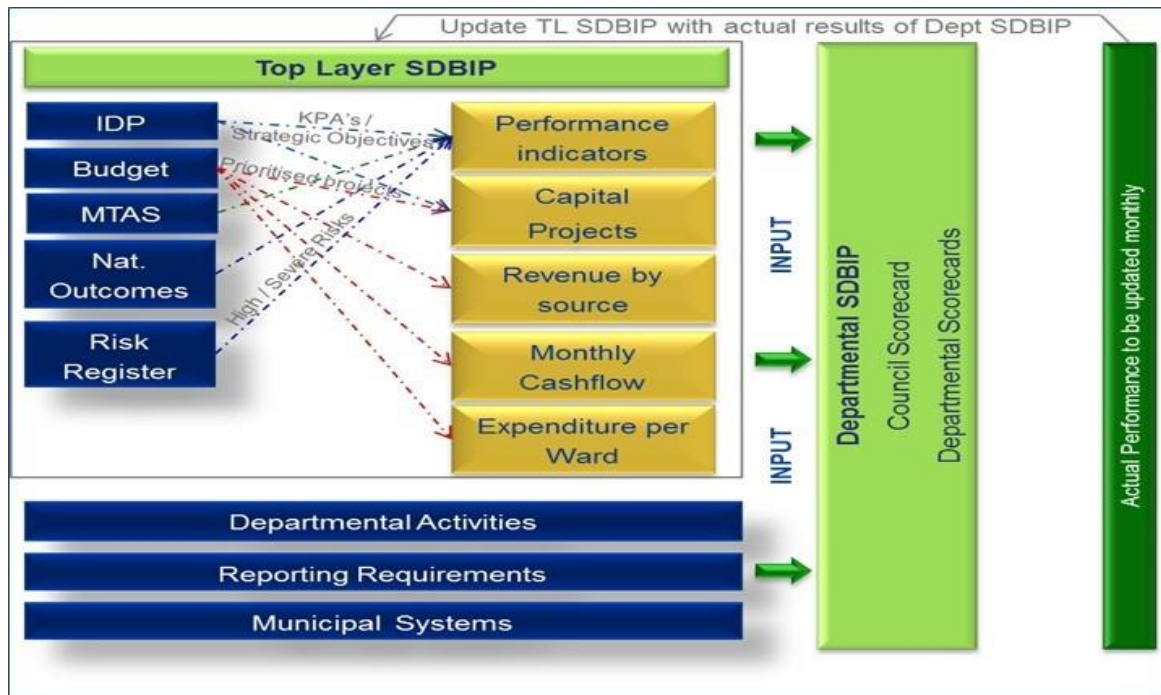 Update TL SDBIP with actual results of Dept SDBIP
Top Layer SDBIP
IDP
Budget
MTAS
Nat.
Outcomes
Risk
Register
KPA's /
Strategic Objectives
Prioritised projects
High / Severe Risks
Performance
indicators
Capital
Projects
Revenue by
source
Monthly
Cashflow
Expenditure per
Ward
INPUT
INPUT
Departmental SDBIP
Council Scorecard
Departmental Scorecards
Actual Performance to be updated monthly
Departmental Activities
Reporting Requirements
Municipal Systems